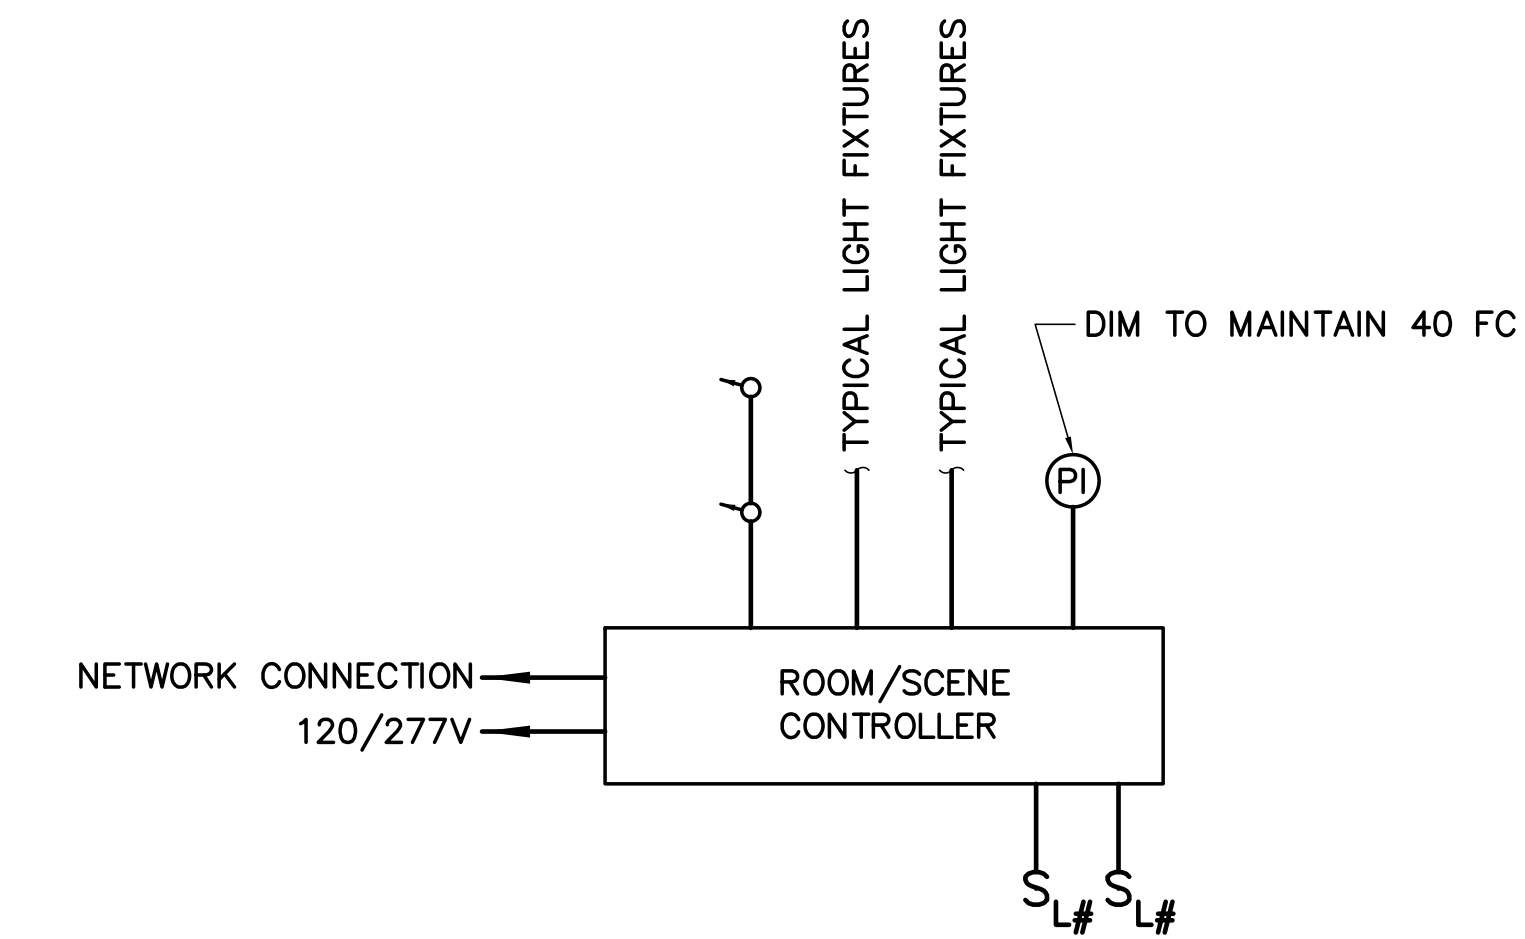 TYPICAL LIGHT FIXTURES
TYPICAL LIGHT FIXTURES
DIM TO MAINTAIN 40 FC
PI
NETWORK CONNECTION
120/277V
ROOM/SCENE
CONTROLLER
SL#
SL#